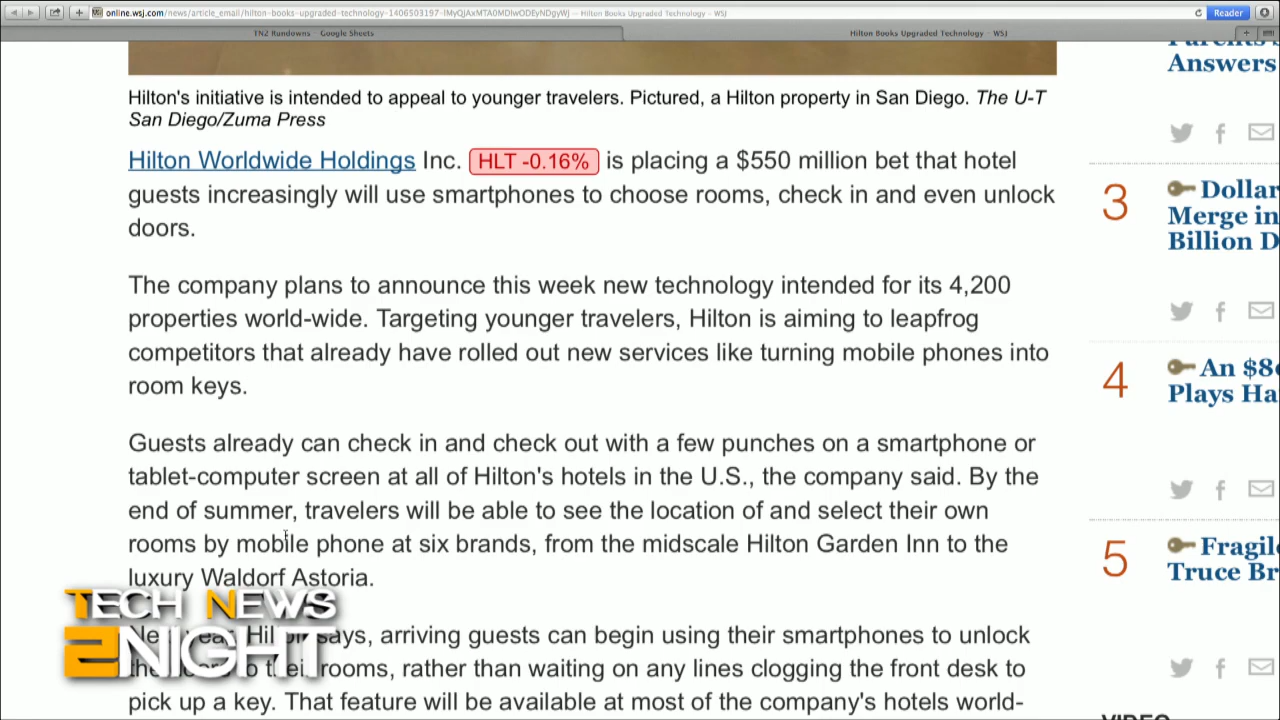 online.wsj.com/news/article_email/hilton-books-upgraded-technology-1406503197-lMyQjAxMTA0MDIwODEyNDgyWj — Hilton Books Upgraded Technology - WSJ
Reader
TN2 Rundowns - Google Sheets
Hilton Books Upgraded Technology - WSJ
Hilton's initiative is intended to appeal to younger travelers. Pictured, a Hilton property in San Diego. The U-T
San Diego/Zuma Press
Hilton Worldwide Holdings Inc. HLT -0.16% is placing a $550 million bet that hotel
guests increasingly will use smartphones to choose rooms, check in and even unlock
doors.
The company plans to announce this week new technology intended for its 4,200
properties world-wide. Targeting younger travelers, Hilton is aiming to leapfrog
competitors that already have rolled out new services like turning mobile phones into
room keys.
Guests already can check in and check out with a few punches on a smartphone or
tablet-computer screen at all of Hilton's hotels in the U.S., the company said. By the
end of summer, travelers will be able to see the location of and select their own
rooms by mobile phone at six brands, from the midscale Hilton Garden Inn to the
luxury Waldorf Astoria.
says, arriving guests can begin using their smartphones to unlock
rooms, rather than waiting on any lines clogging the front desk to
pick up a key. That feature will be available at most of the company's hotels world-
TECH NEWS
2NIGHT
Answers
3
Dollar
Merge in
Billion D
4
An $8
Plays Ha
5
Fragil
Truce Br
VIDEO